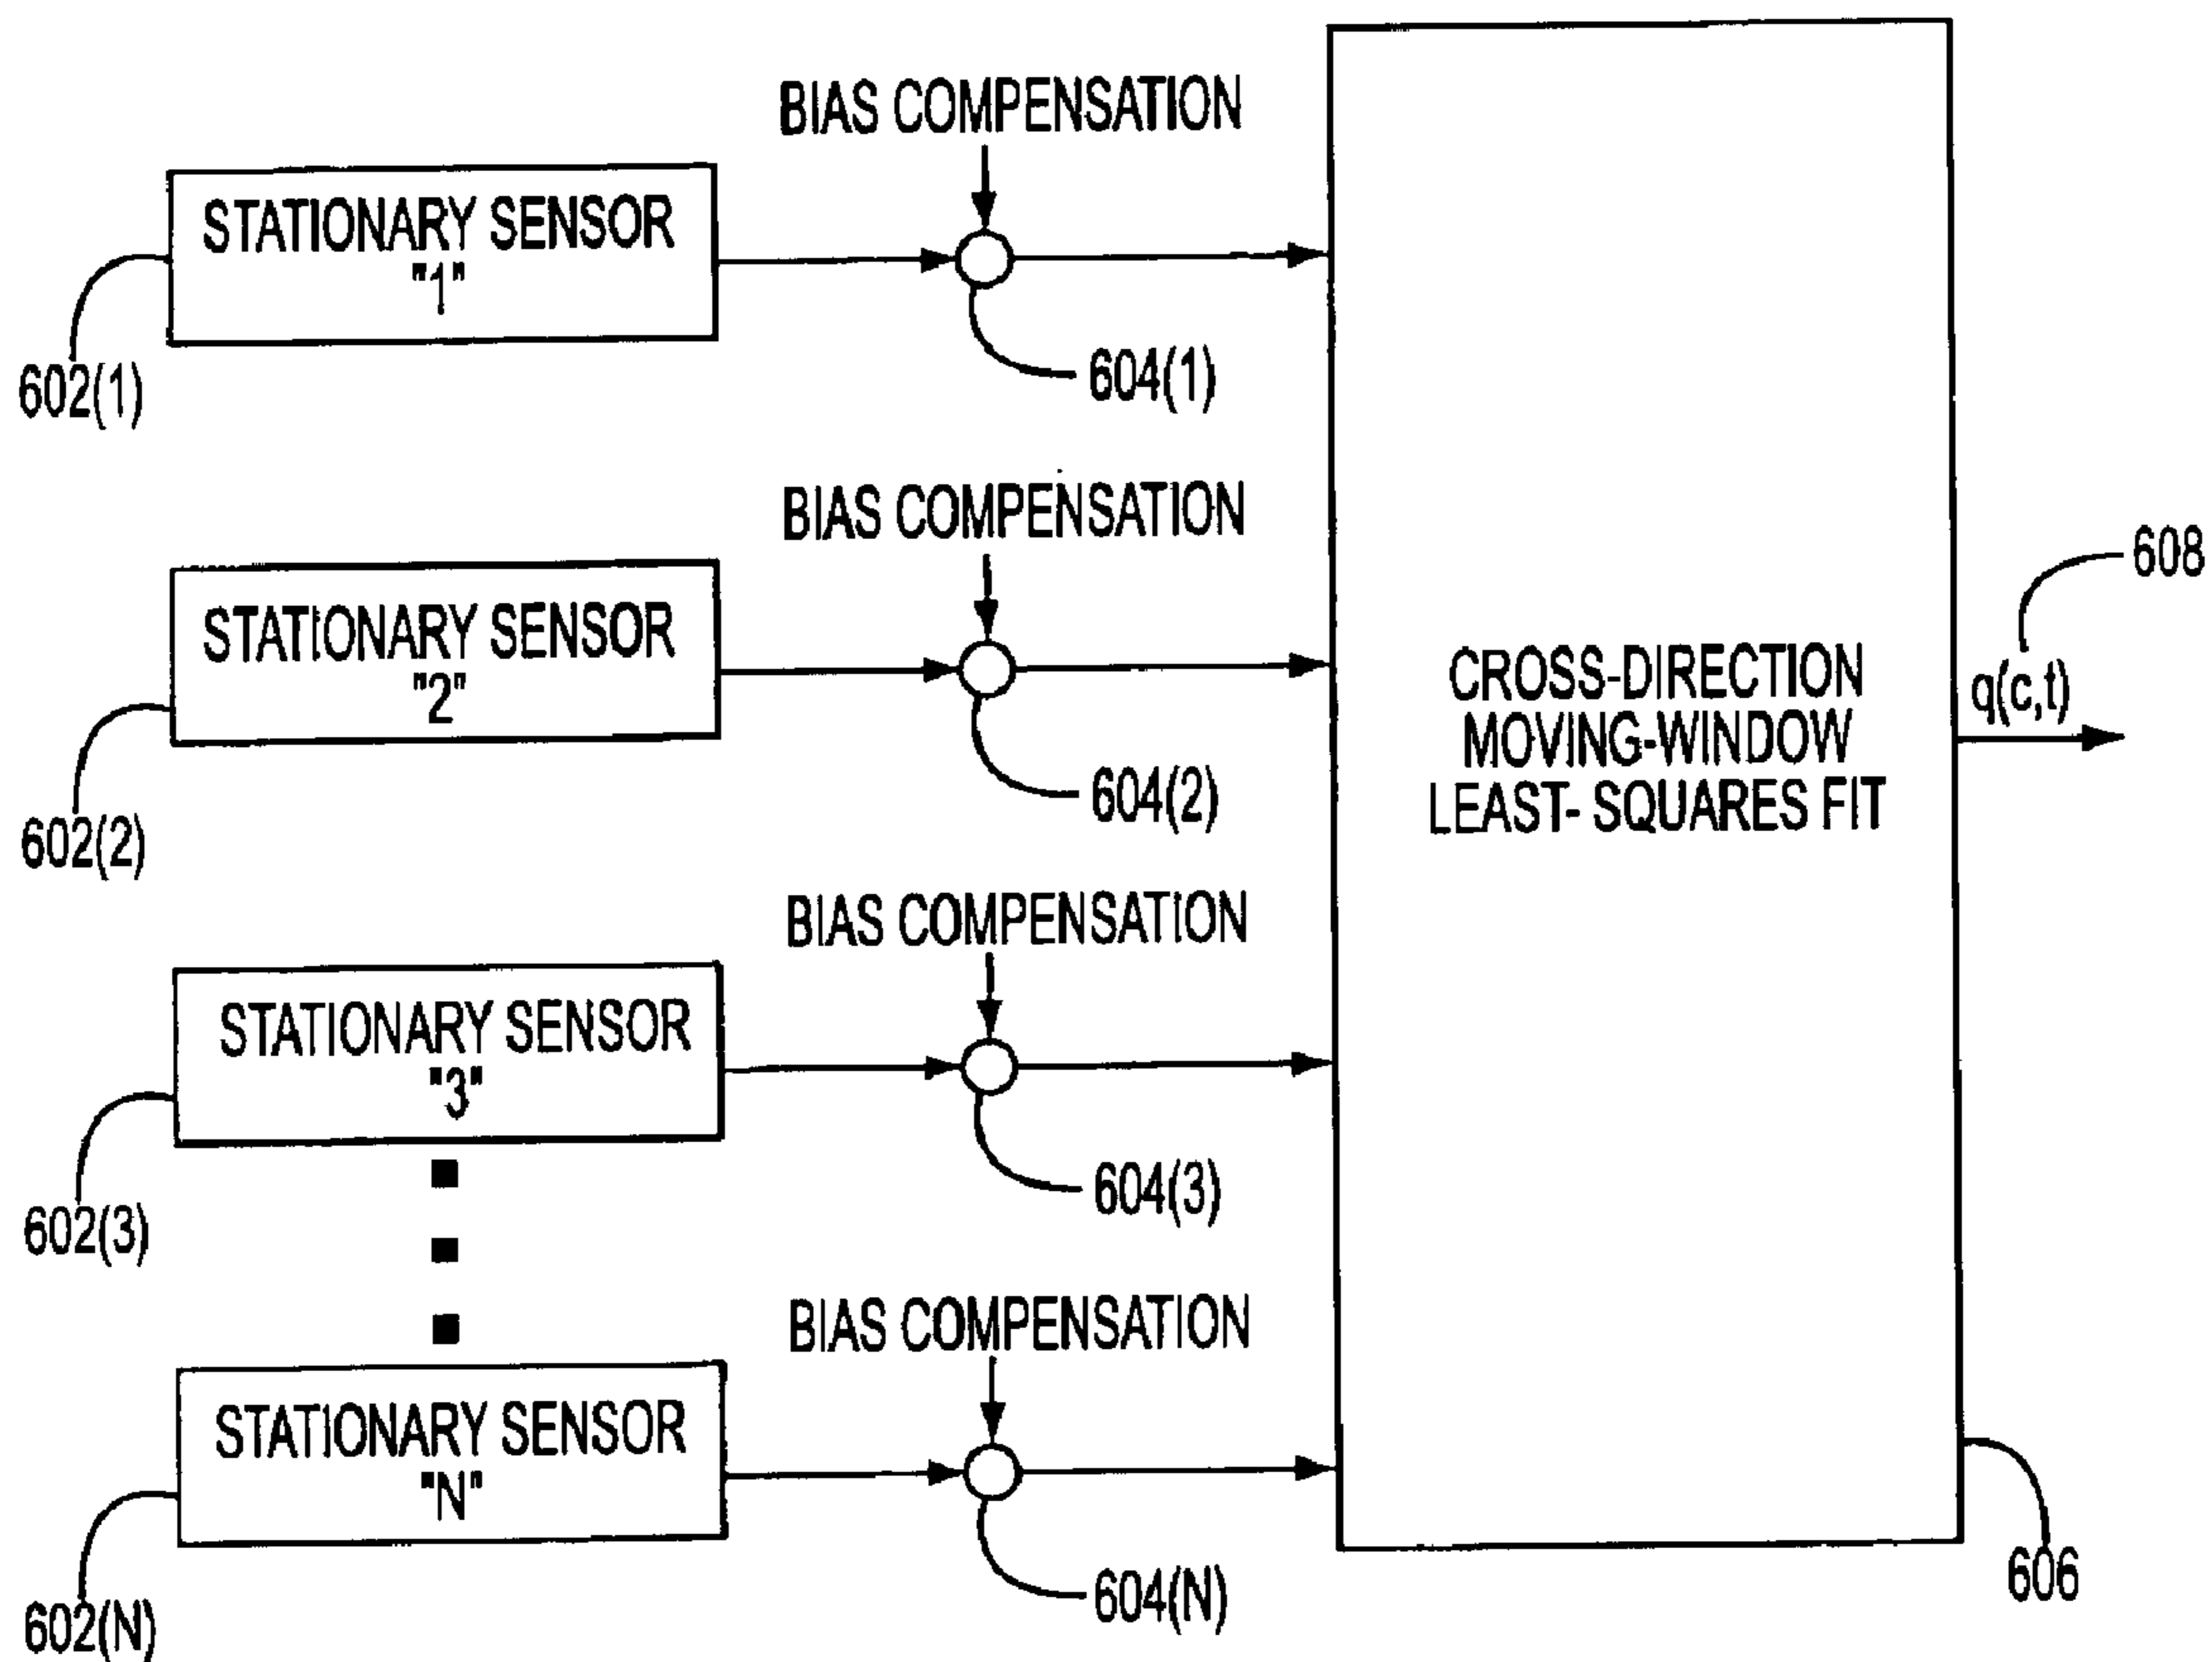 BIAS COMPENSATION
STATIONARY SENSOR
"1"
602(1)
604(1)
BIAS COMPENSATION
STATIONARY SENSOR
"2"
602(2)
604(2)
BIAS COMPENSATION
STATIONARY SENSOR
"3"
602(3)
604(3)
BIAS COMPENSATION
STATIONARY SENSOR
"N"
602(N)
604(N)
CROSS-DIRECTION
MOVING-WINDOW
LEAST- SQUARES FIT
608
q(c,t)
606